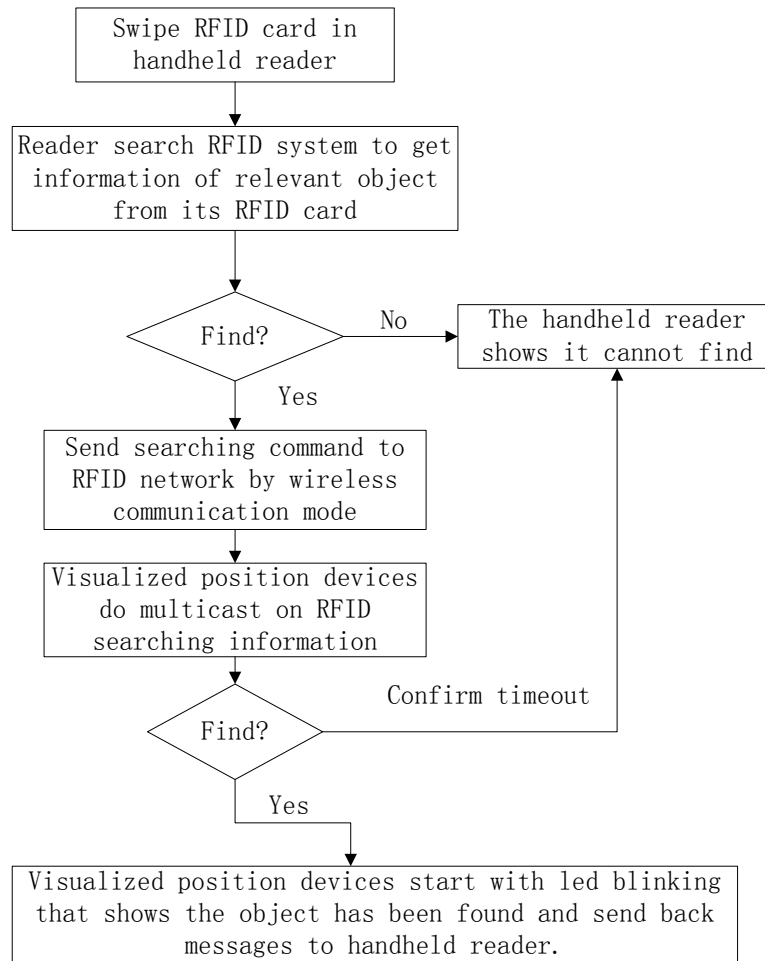 Swipe RFID card in
handheld reader
Reader search RFID system to get
information of relevant object
from its RFID card
Find?
No
The handheld reader
shows it cannot find
Yes
Send searching command to
RFID network by wireless
communication mode
Visualized position devices
do multicast on RFID
searching information
Confirm timeout
Find?
Yes
Visualized position devices start with led blinking
that shows the object has been found and send back
messages to handheld reader.